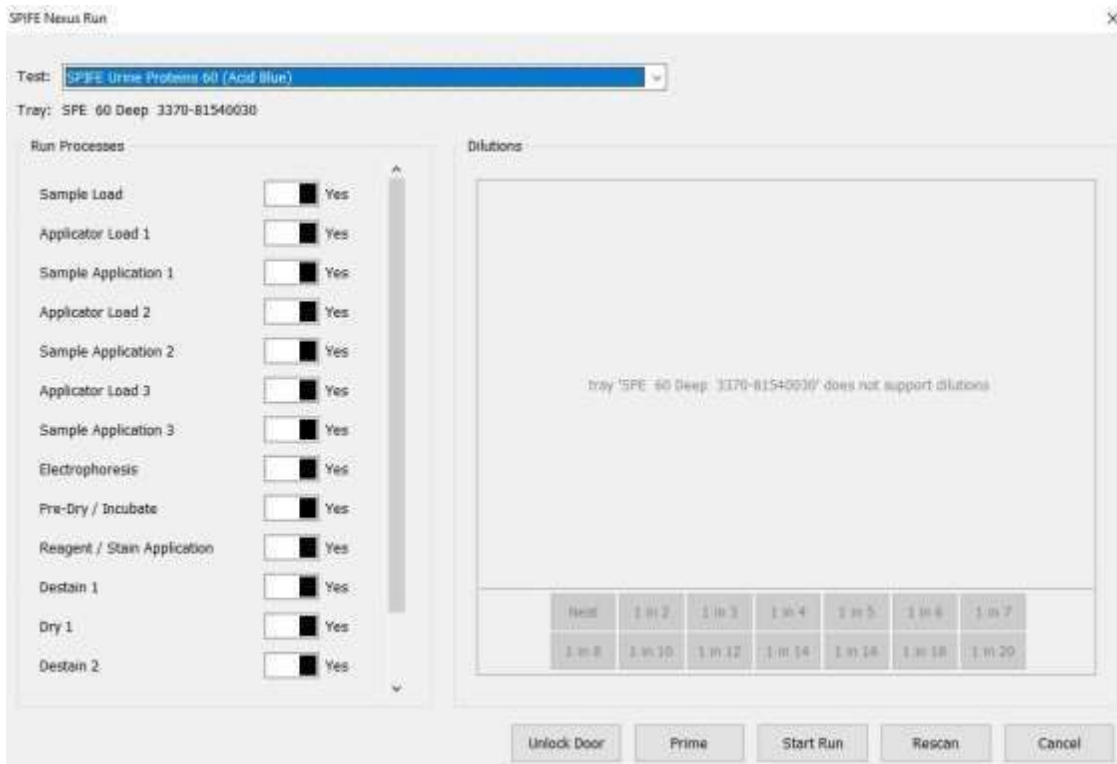 SPIFE Nexus Run
Test: SPIFE Urine Proteins 60 (Acid Blue)
Tray: SPE 60 Deep 3370-81540030
Run Processes
Sample Load Yes
Applicator Load 1 Yes
Sample Application 1 Yes
Applicator Load 2 Yes
Sample Application 2 Yes
Applicator Load 3 Yes
Sample Application 3 Yes
Electrophoresis Yes
Pre-Dry / Incubate Yes
Reagent / Stain Application Yes
Destain 1 Yes
Dry 1 Yes
Destain 2 Yes
Dilutions
tray 'SPE 60 Deep 3370-81540030' does not support dilutions
Neat 1 in 2 1 in 3 1 in 4 1 in 5 1 in 6 1 in 7
1 in 8 1 in 10 1 in 12 1 in 14 1 in 16 1 in 18 1 in 20
Unlock Door Prime Start Run Rescan Cancel